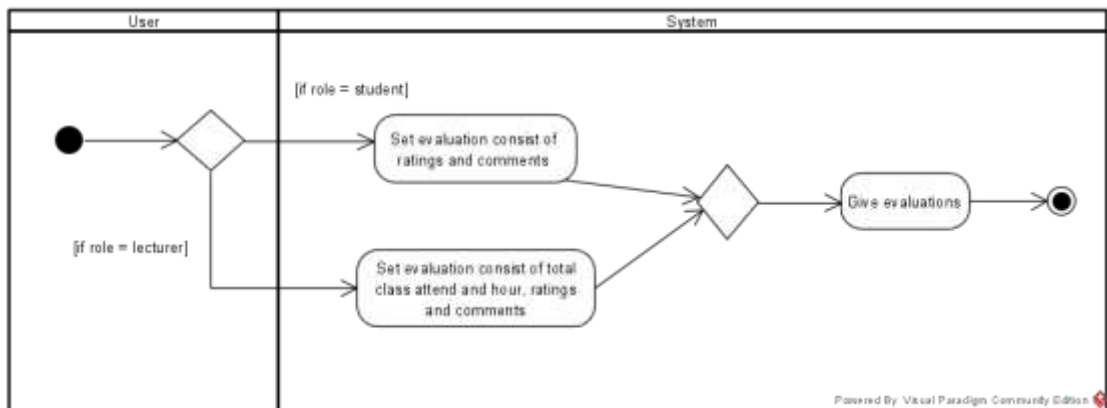 User
System
[if role = student]
Set evaluation consist of
ratings and comments
Give evaluations
[if role = lecturer]
Set evaluation consist of total
class attend and hour, ratings
and comments
Powered By Visual Paradigm Community Edition